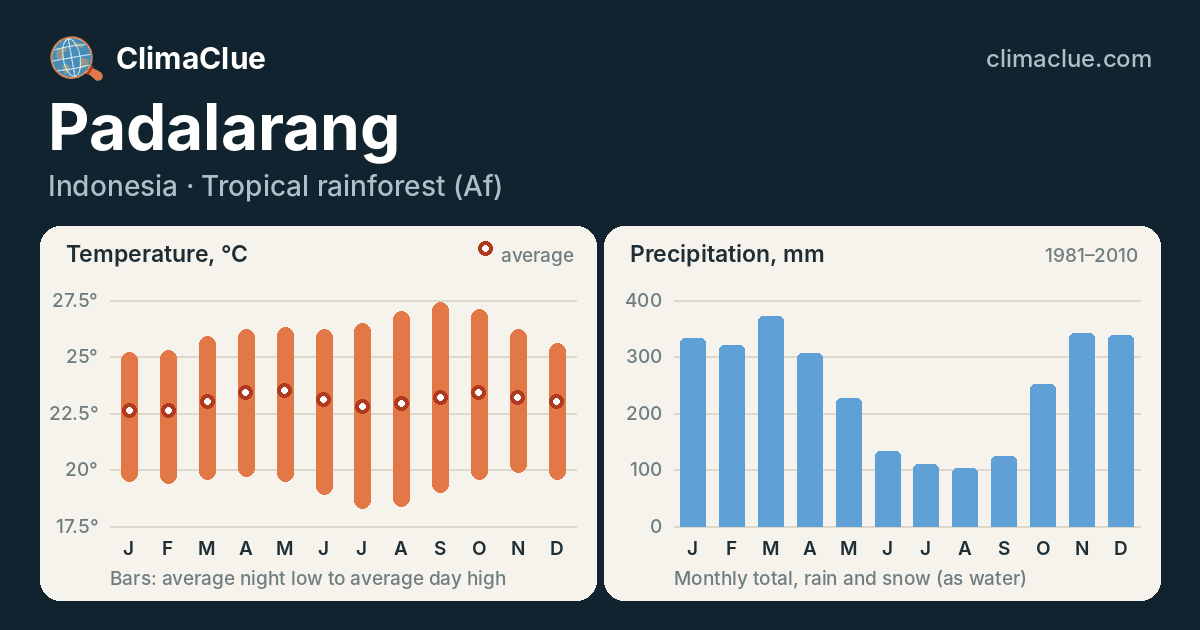 ClimaClue
climaclue.com
Padalarang
Indonesia · Tropical rainforest (Af)
Temperature, °C
average
27.5°
25°
22.5°
20°
17.5°
J F M A M J J A S O N D
Bars: average night low to average day high
Precipitation, mm
1981–2010
400
300
200
100
0
J F M A M J J A S O N D
Monthly total, rain and snow (as water)